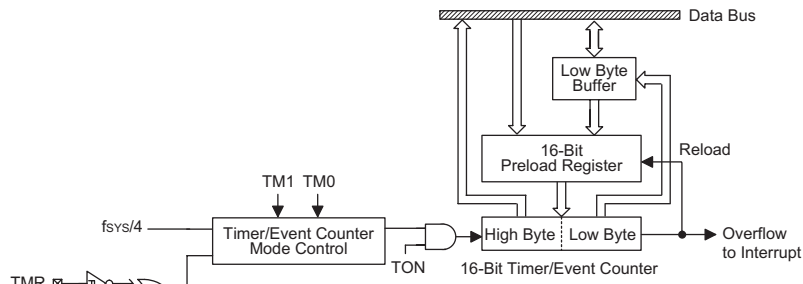 Data Bus
Low Byte
Buffer
16-Bit
Preload Register
Reload
TM1 TM0
fSYS/4
Timer/Event Counter
Mode Control
TON
High Byte
Low Byte
Overflow
to Interrupt
16-Bit Timer/Event Counter
TMR